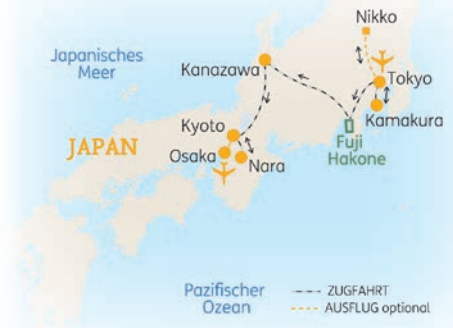 Nikko
Japanisches
Meer
Kanazawa
Tokyo
Kamakura
Kyoto
Fuji
Hakone
JAPAN
Osaka
Nara
Pazifischer
Ozean
ZUGFAHRT
AUSFLUG optional